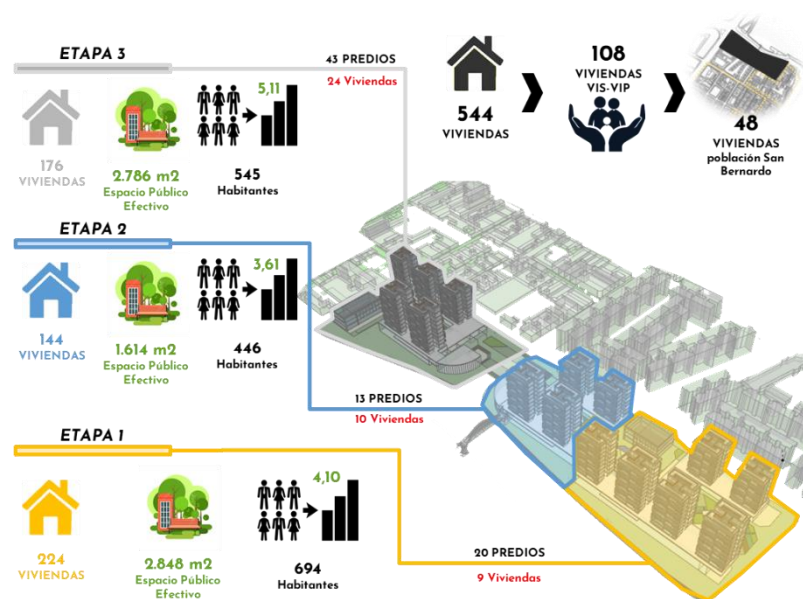 ETAPA 3
176
VIVIENDAS
2.786 m2
Espacio Público
Efectivo
5,11
545
Habitantes
43 PREDIOS
24 Viviendas
544
VIVIENDAS
108
VIVIENDAS
VIS-VIP
48
VIVIENDAS
población San
Bernardo
ETAPA 2
144
VIVIENDAS
1.614 m2
Espacio Público
Efectivo
3,61
446
Habitantes
13 PREDIOS
10 Viviendas
ETAPA 1
224
VIVIENDAS
2.848 m2
Espacio Público
Efectivo
4,10
694
Habitantes
20 PREDIOS
9 Viviendas